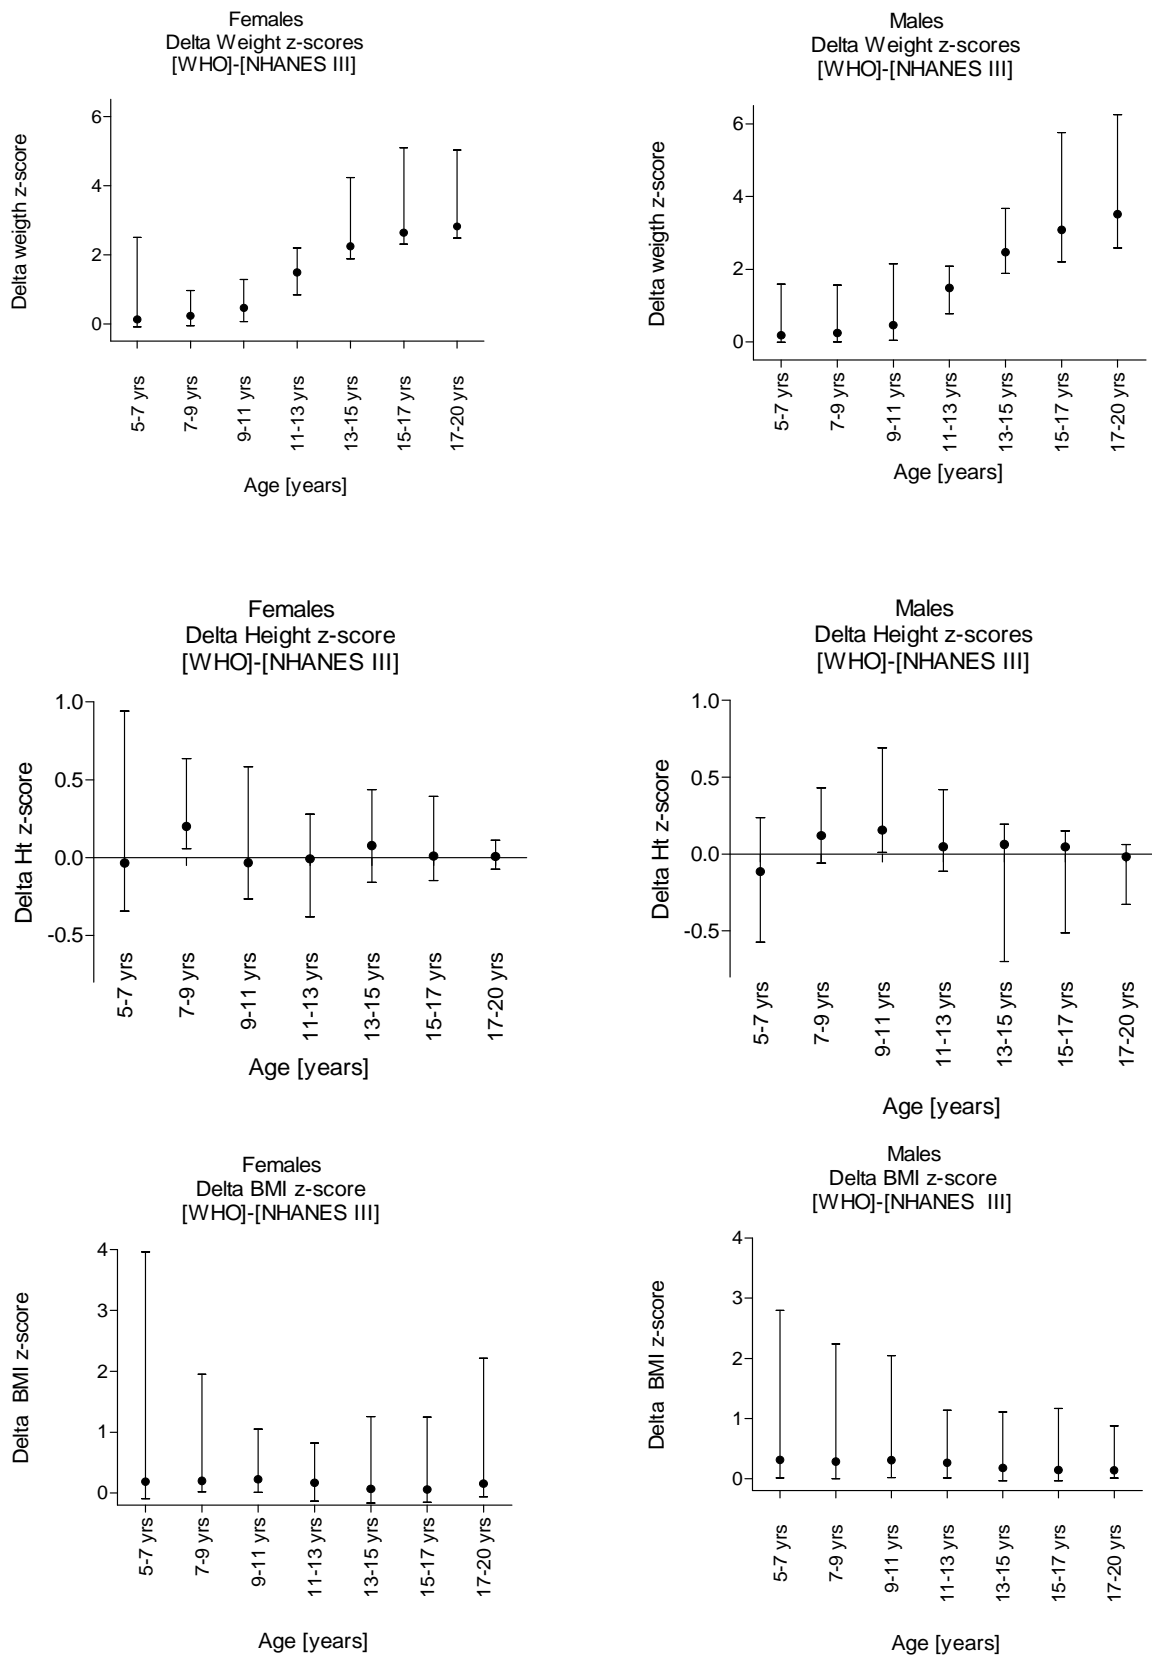 Females
Delta Weight z-scores
[WHO]-[NHANES III]
Delta weigth z-score
6
4
2
0
5-7 yrs
7-9 yrs
9-11 yrs
11-13 yrs
13-15 yrs
15-17 yrs
17-20 yrs
Age [years]
Males
Delta Weight z-scores
[WHO]-[NHANES III]
Delta weigth z-score
6
4
2
0
5-7 yrs
7-9 yrs
9-11 yrs
11-13 yrs
13-15 yrs
15-17 yrs
17-20 yrs
Age [years]
Females
Delta Height z-score
[WHO]-[NHANES III]
Delta Ht z-score
1.0
0.5
0.0
-0.5
5-7 yrs
7-9 yrs
9-11 yrs
11-13 yrs
13-15 yrs
15-17 yrs
17-20 yrs
Age [years]
Males
Delta Height z-scores
[WHO]-[NHANES III]
Delta Ht z-score
1.0
0.5
0.0
-0.5
5-7 yrs
7-9 yrs
9-11 yrs
11-13 yrs
13-15 yrs
15-17 yrs
17-20 yrs
Age [years]
Females
Delta BMI z-score
[WHO]-[NHANES III]
Delta BMI z-score
4
3
2
1
0
5-7 yrs
7-9 yrs
9-11 yrs
11-13 yrs
13-15 yrs
15-17 yrs
17-20 yrs
Age [years]
Males
Delta BMI z-score
[WHO]-[NHANES III]
Delta BMI z-score
4
3
2
1
0
5-7 yrs
7-9 yrs
9-11 yrs
11-13 yrs
13-15 yrs
15-17 yrs
17-20 yrs
Age [years]